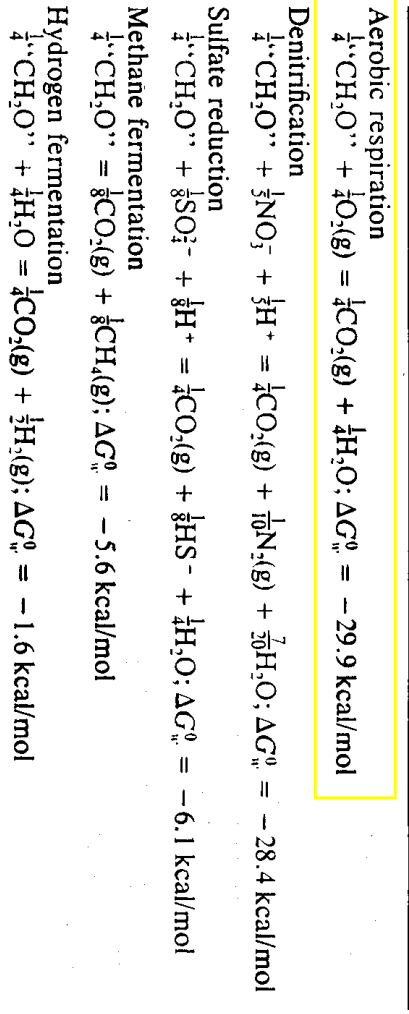 Aerobic respiration
¼“CH₂O” + ¼O₂(g) = ¼CO₂(g) + ¼H₂O; ΔG⁰w = − 29.9 kcal/mol
Denitrification
¼“CH₂O” + ⅕NO₃⁻ + ⅕H⁺ = ¼CO₂(g) + ⅒N₂(g) + 7/20H₂O; ΔG⁰w = − 28.4 kcal/mol
Sulfate reduction
¼“CH₂O” + ⅛SO₄²⁻ + ⅛H⁺ = ¼CO₂(g) + ⅛HS⁻ + ¼H₂O; ΔG⁰w = − 6.1 kcal/mol
Methane fermentation
¼“CH₂O” = ⅛CO₂(g) + ⅛CH₄(g); ΔG⁰w = − 5.6 kcal/mol
Hydrogen fermentation
¼“CH₂O” + ¼H₂O = ¼CO₂(g) + ½H₂(g); ΔG⁰w = − 1.6 kcal/mol